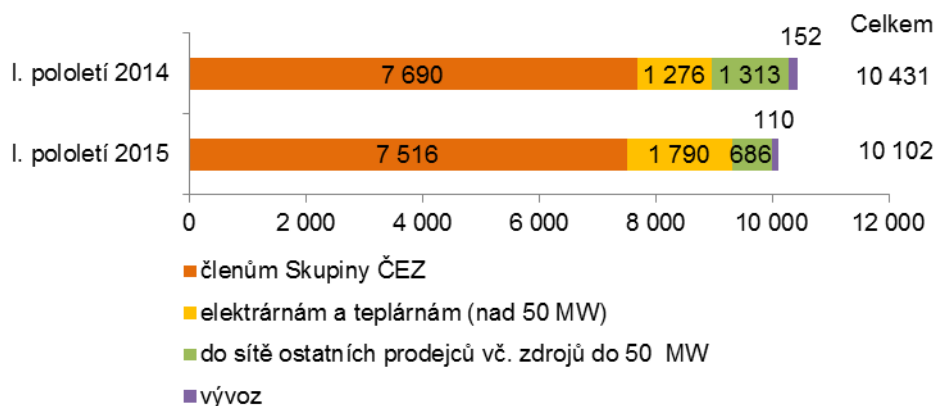 Celkem
152
I. pololetí 2014
7 690
1 276
1 313
10 431
110
I. pololetí 2015
7 516
1 790
686
10 102
0
2 000
4 000
6 000
8 000
10 000
12 000
členům Skupiny ČEZ
elektrárnám a teplárnám (nad 50 MW)
do sítě ostatních prodejců vč. zdrojů do 50 MW
vývoz